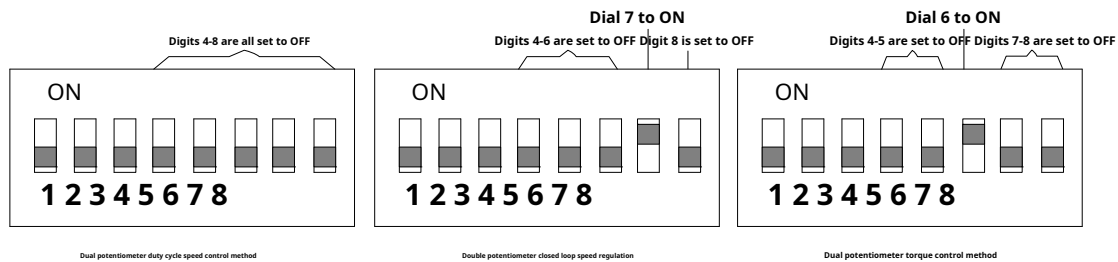 Dial 7 to ON
Dial 6 to ON
Digits 4-8 are all set to OFF
Digits 4-6 are set to OFF
Digit 8 is set to OFF
Digits 4-5 are set to OFF
Digits 7-8 are set to OFF
ON
ON
ON
1 2 3 4 5 6 7 8
1 2 3 4 5 6 7 8
1 2 3 4 5 6 7 8
Dual potentiometer duty cycle speed control method
Double potentiometer closed loop speed regulation
Dual potentiometer torque control method